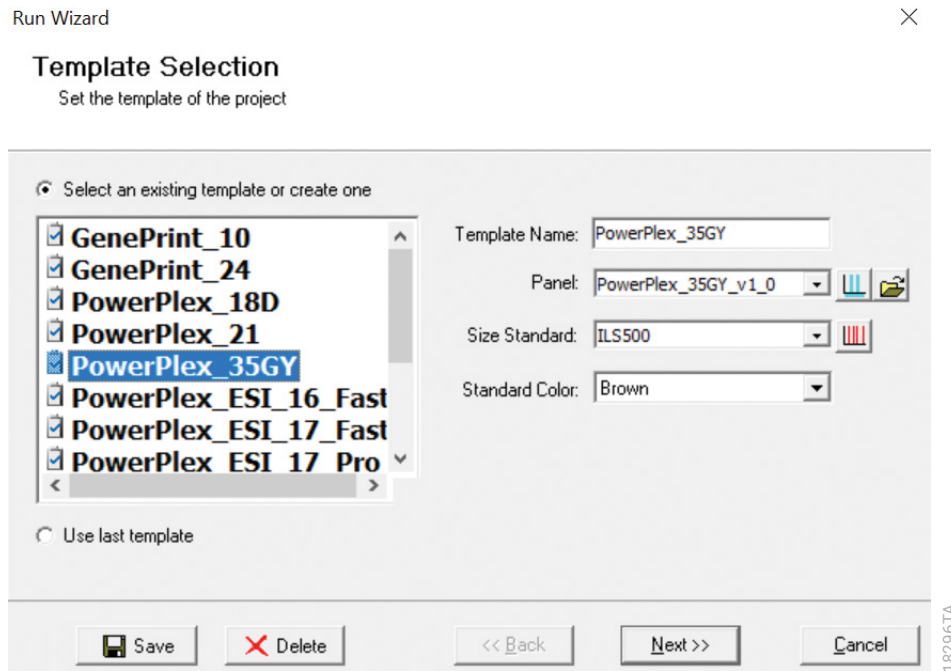 Run Wizard
Template Selection
Set the template of the project
Select an existing template or create one
GenePrint_10
GenePrint_24
PowerPlex_18D
PowerPlex_21
PowerPlex_35GY
PowerPlex_ESI_16_Fast
PowerPlex_ESI_17_Fast
PowerPlex_ESI_17_Pro
Template Name: PowerPlex_35GY
Panel: PowerPlex_35GY_v1_0
Size Standard: ILS500
Standard Color: Brown
Use last template
Save
Delete
<< Back
Next >>
Cancel
18296TA